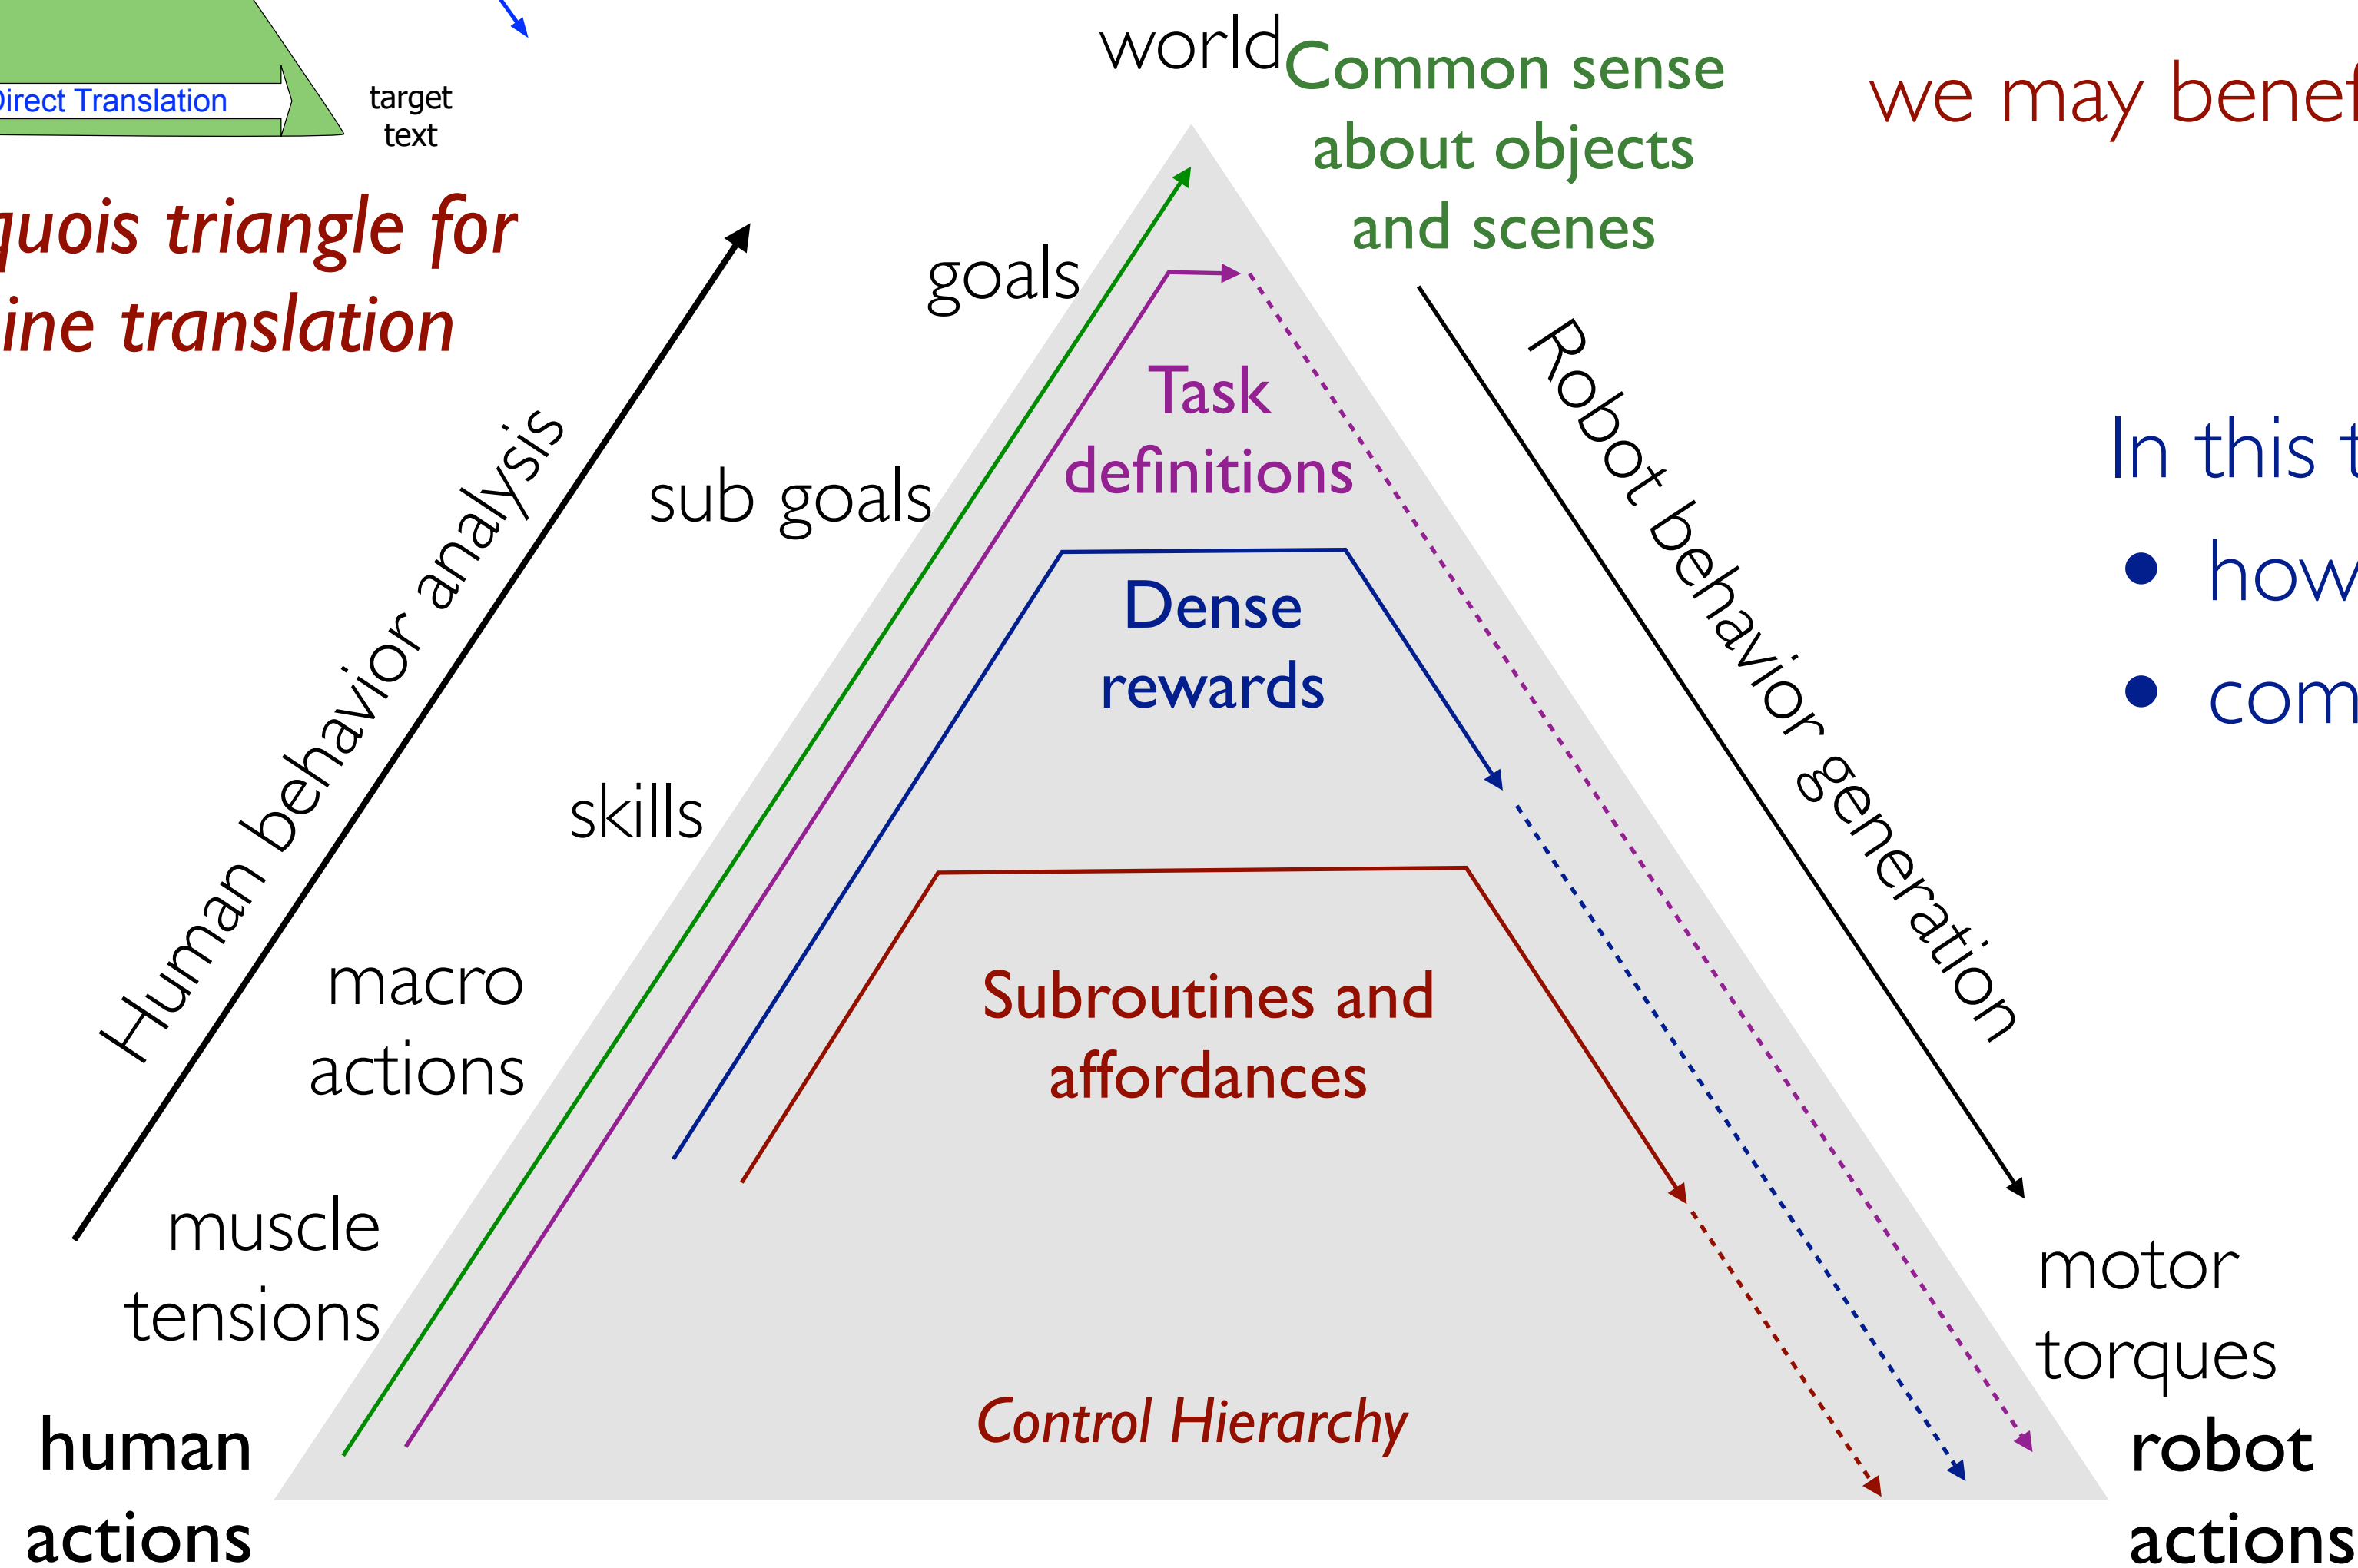 Direct Translation
target
text
quois triangle for
ine translation
world
Common sense
about objects
and scenes
we may benef
goals
Task
definitions
sub goals
Human behavior analysis
Robot behavior generation
In this t
• how
• com
Dense
rewards
skills
macro
actions
Subroutines and
affordances
muscle
tensions
motor
torques
Control Hierarchy
human
actions
robot
actions